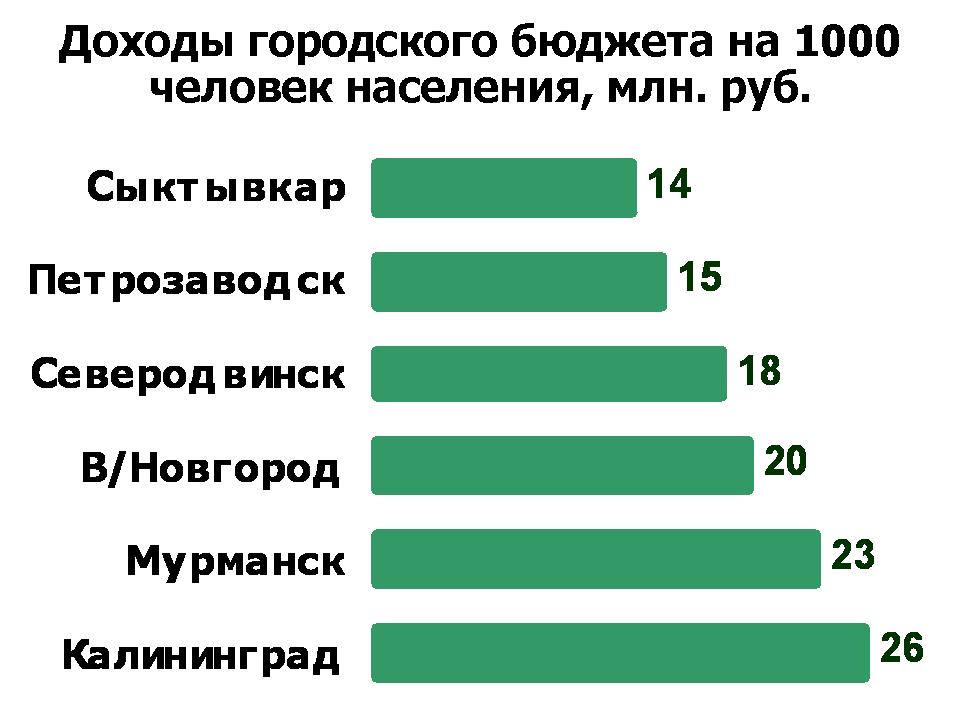 Доходы городского бюджета на 1000
человек населения, млн. руб.
Сыктывкар 14
Петрозаводск 15
Северодвинск 18
В/Новгород 20
Мурманск 23
Калининград 26